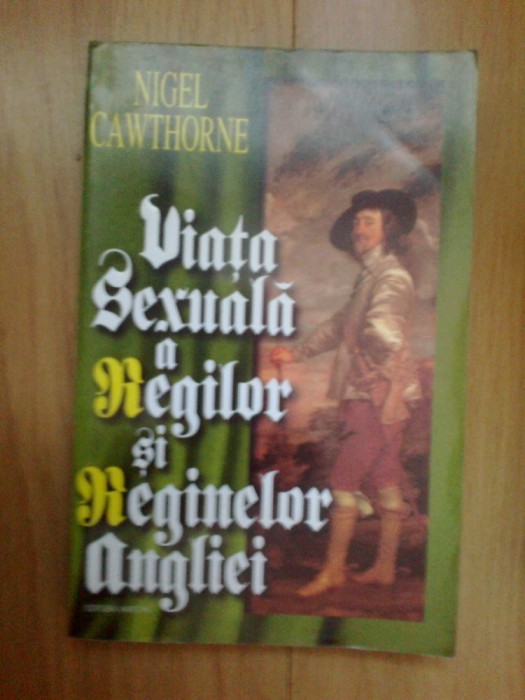 NIGEL
CAWTHORNE
Viața
Sexuală
a
Regilor
și
Reginelor
Angliei